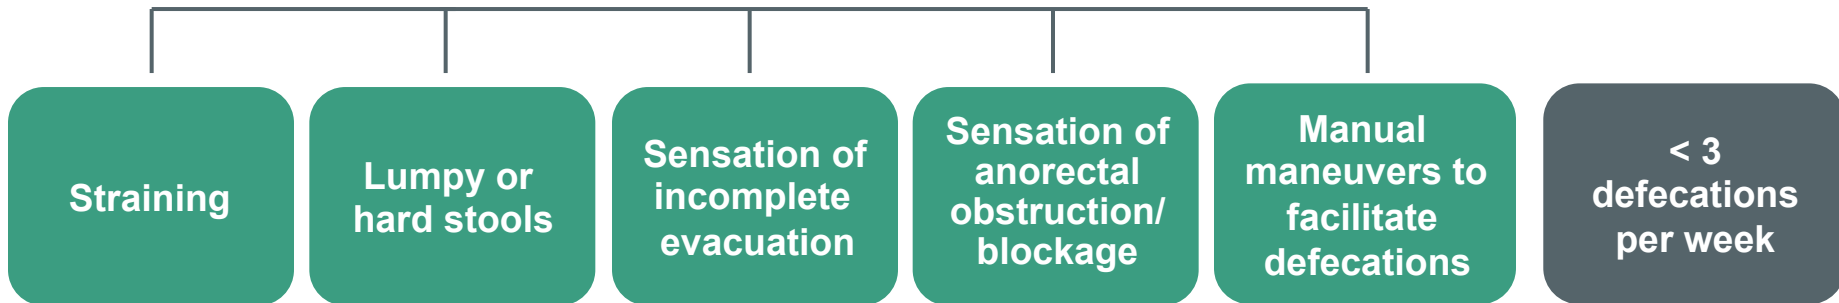 Straining
Lumpy or
hard stools
Sensation of
incomplete
evacuation
Sensation of
anorectal
obstruction/
blockage
Manual
maneuvers to
facilitate
defecations
< 3
defecations
per week